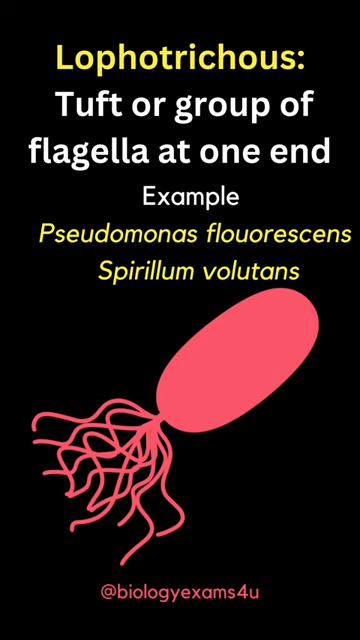 Lophotrichous:
Tuft or group of
flagella at one end
Example
Pseudomonas flouorescens
Spirillum volutans
@biologyexams4u